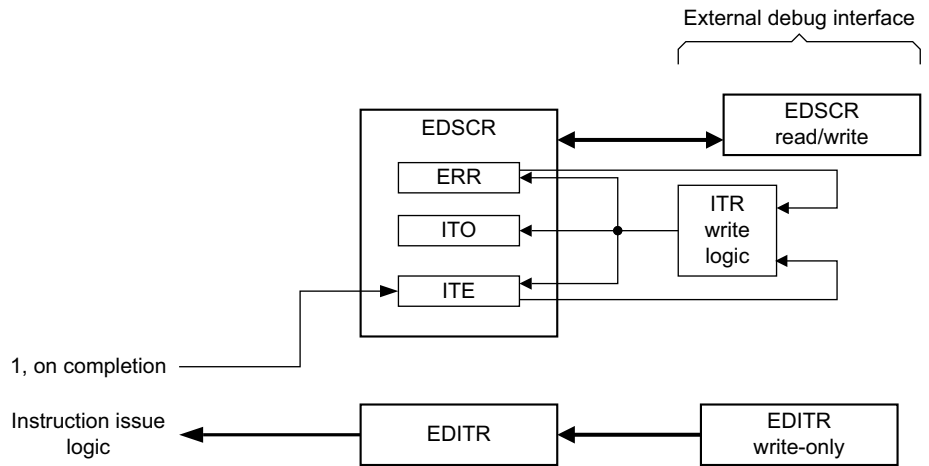 External debug interface
EDSCR
EDSCR
read/write
ERR
ITR
write
logic
ITO
ITE
1, on completion
Instruction issue
logic
EDITR
EDITR
write-only